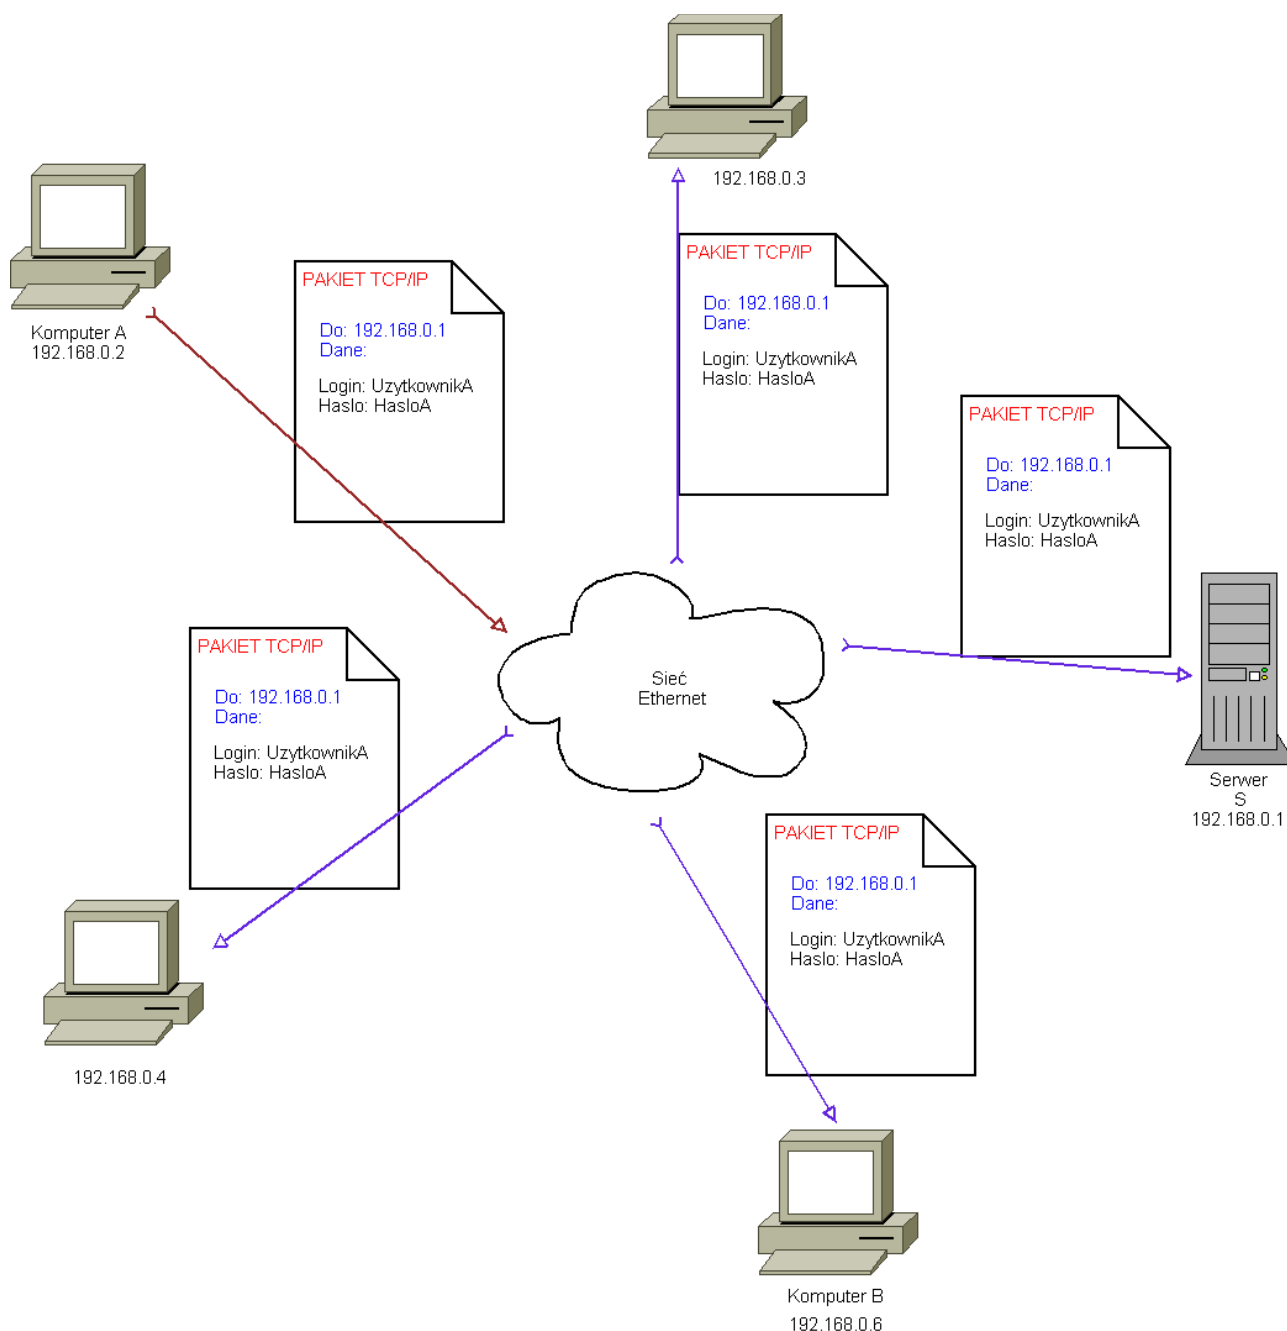 192.168.0.3
Komputer A
192.168.0.2
PAKIET TCP/IP
Do: 192.168.0.1
Dane:
Login: UzytkownikA
Haslo: HasloA
PAKIET TCP/IP
Do: 192.168.0.1
Dane:
Login: UzytkownikA
Haslo: HasloA
PAKIET TCP/IP
Do: 192.168.0.1
Dane:
Login: UzytkownikA
Haslo: HasloA
Sieć
Ethernet
PAKIET TCP/IP
Do: 192.168.0.1
Dane:
Login: UzytkownikA
Haslo: HasloA
Serwer
S
192.168.0.1
PAKIET TCP/IP
Do: 192.168.0.1
Dane:
Login: UzytkownikA
Haslo: HasloA
192.168.0.4
Komputer B
192.168.0.6